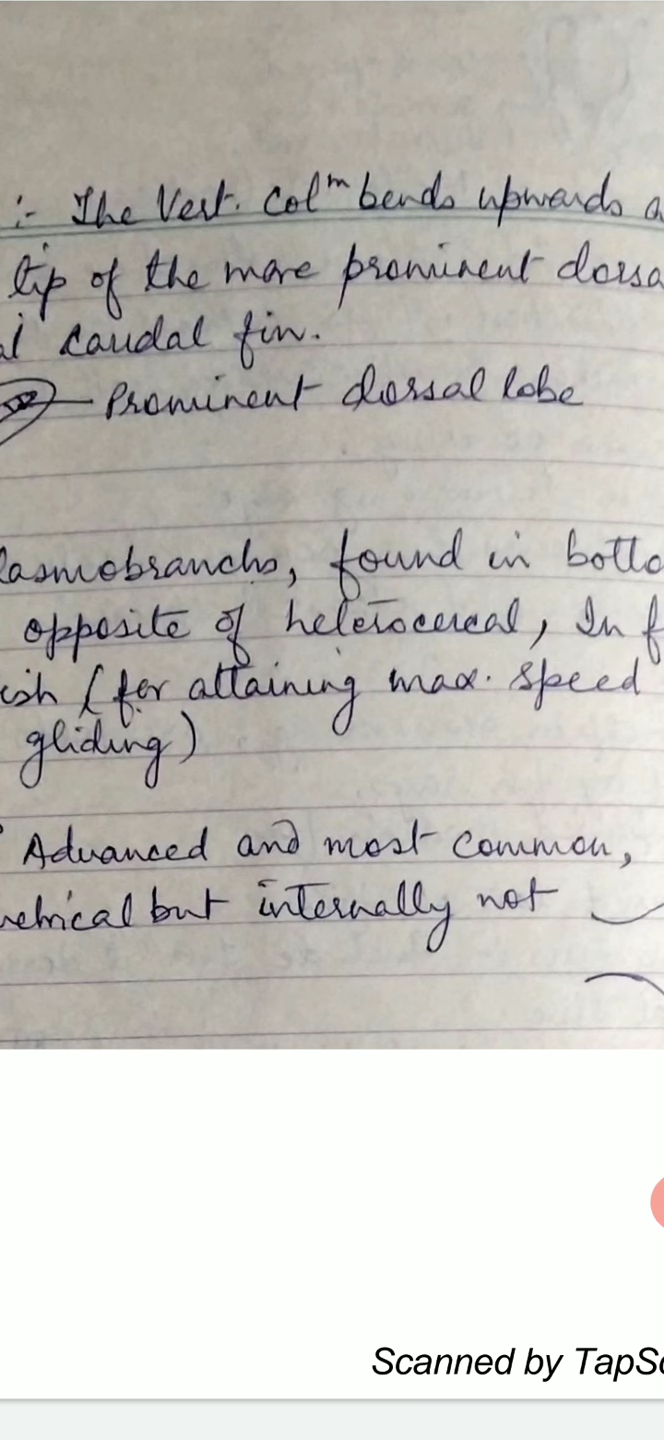 :- The Vert. Colᵐ bends upwards a
tip of the more prominent dorsa
al caudal fin.
Prominent dorsal lobe
lasmobranchs, found in botto
opposite of heterocercal, In f
ish (for attaining max. speed
gliding)
Advanced and most common,
metrical but internally not
Scanned by TapSc